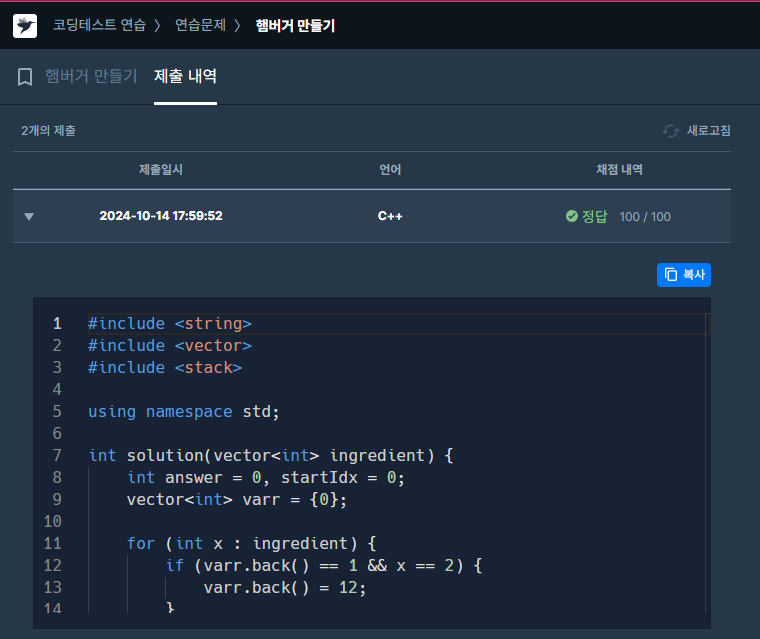 코딩테스트 연습 〉 연습문제 〉 햄버거 만들기
햄버거 만들기 제출 내역
2개의 제출 새로고침
제출일시 언어 채점 내역
▼ 2024-10-14 17:59:52 C++ 정답 100 / 100
복사
1 #include <string>
2 #include <vector>
3 #include <stack>
4
5 using namespace std;
6
7 int solution(vector<int> ingredient) {
8     int answer = 0, startIdx = 0;
9     vector<int> varr = {0};
10
11     for (int x : ingredient) {
12         if (varr.back() == 1 && x == 2) {
13             varr.back() = 12;
14         }